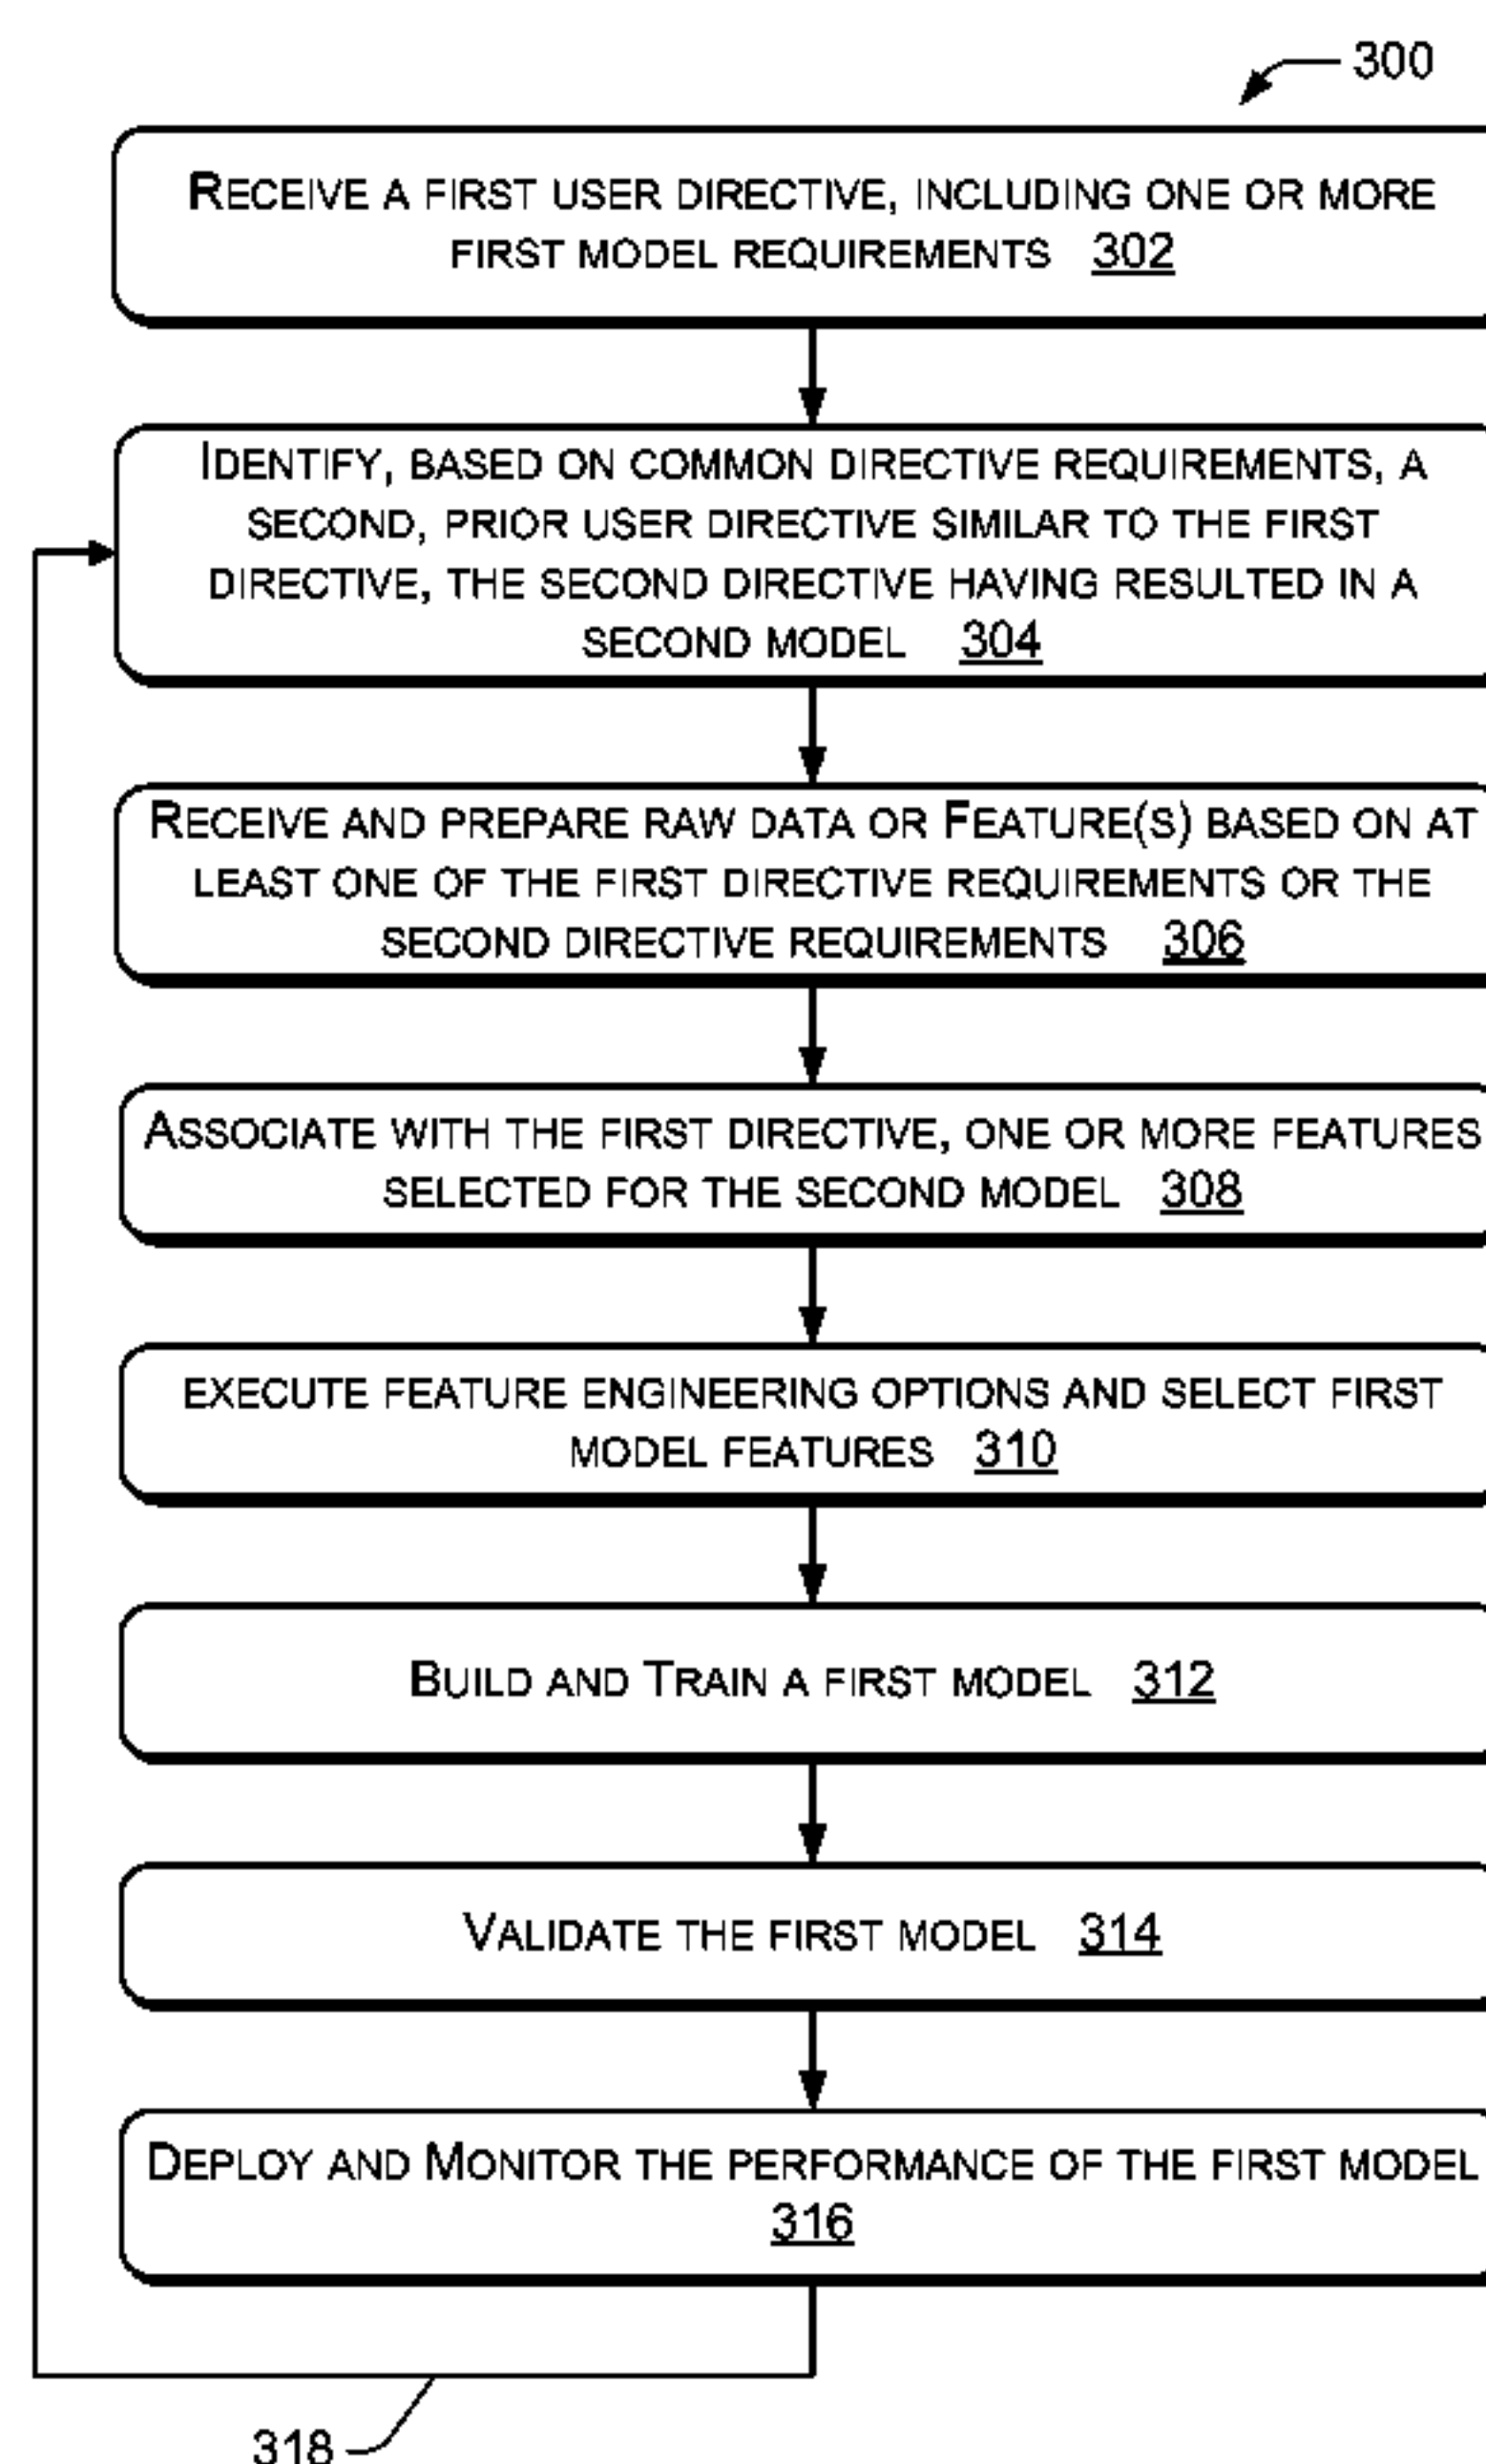 300
RECEIVE A FIRST USER DIRECTIVE, INCLUDING ONE OR MORE
FIRST MODEL REQUIREMENTS 302
IDENTIFY, BASED ON COMMON DIRECTIVE REQUIREMENTS, A
SECOND, PRIOR USER DIRECTIVE SIMILAR TO THE FIRST
DIRECTIVE, THE SECOND DIRECTIVE HAVING RESULTED IN A
SECOND MODEL 304
RECEIVE AND PREPARE RAW DATA OR FEATURE(S) BASED ON AT
LEAST ONE OF THE FIRST DIRECTIVE REQUIREMENTS OR THE
SECOND DIRECTIVE REQUIREMENTS 306
ASSOCIATE WITH THE FIRST DIRECTIVE, ONE OR MORE FEATURES
SELECTED FOR THE SECOND MODEL 308
EXECUTE FEATURE ENGINEERING OPTIONS AND SELECT FIRST
MODEL FEATURES 310
BUILD AND TRAIN A FIRST MODEL 312
VALIDATE THE FIRST MODEL 314
DEPLOY AND MONITOR THE PERFORMANCE OF THE FIRST MODEL
316
318